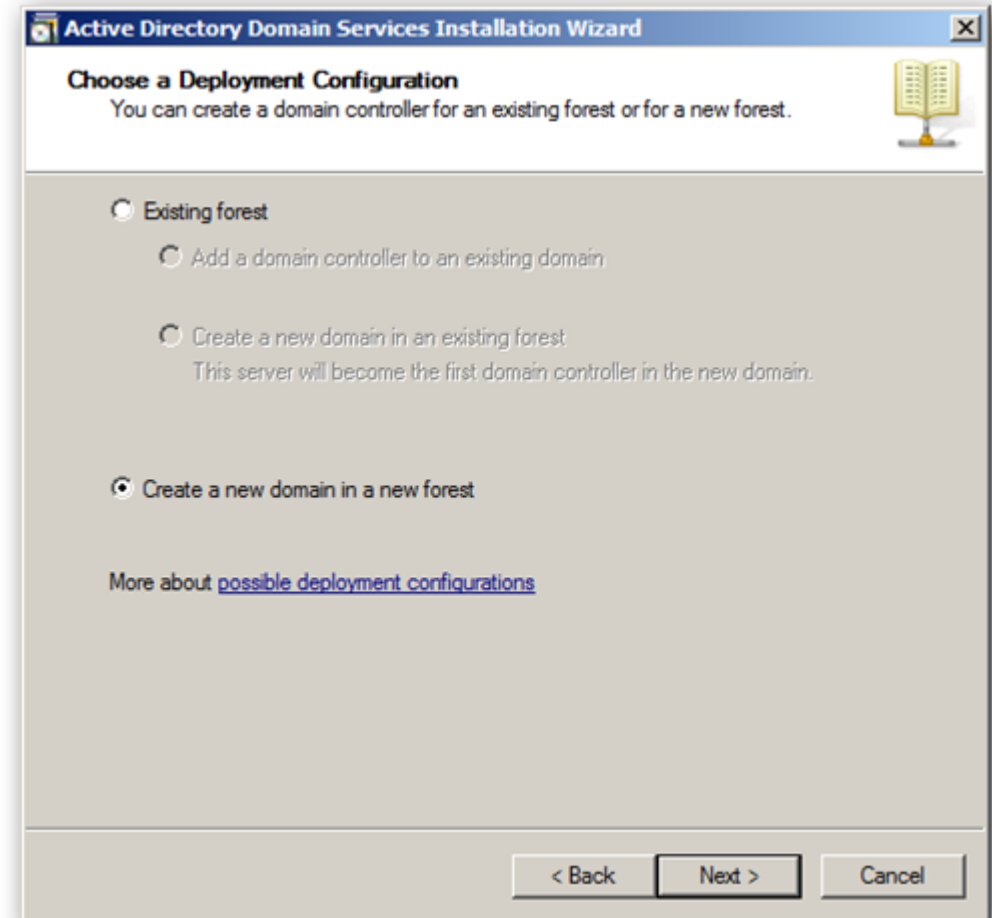 Active Directory Domain Services Installation Wizard
Choose a Deployment Configuration
You can create a domain controller for an existing forest or for a new forest.
Existing forest
Add a domain controller to an existing domain
Create a new domain in an existing forest
This server will become the first domain controller in the new domain.
Create a new domain in a new forest
More about possible deployment configurations
< Back Next > Cancel